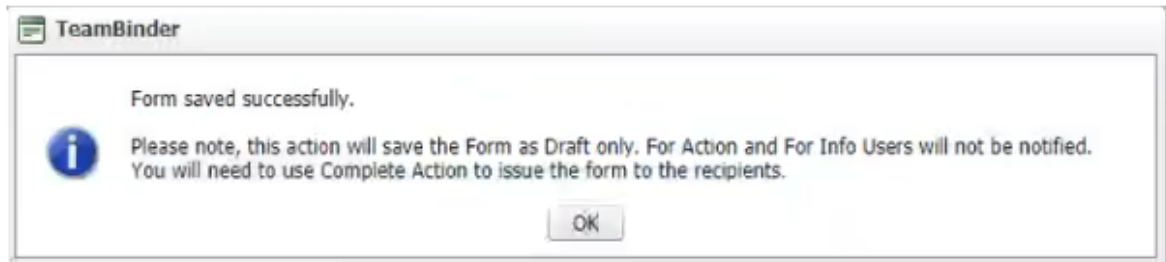 TeamBinder
Form saved successfully.
Please note, this action will save the Form as Draft only. For Action and For Info Users will not be notified.
You will need to use Complete Action to issue the form to the recipients.
OK